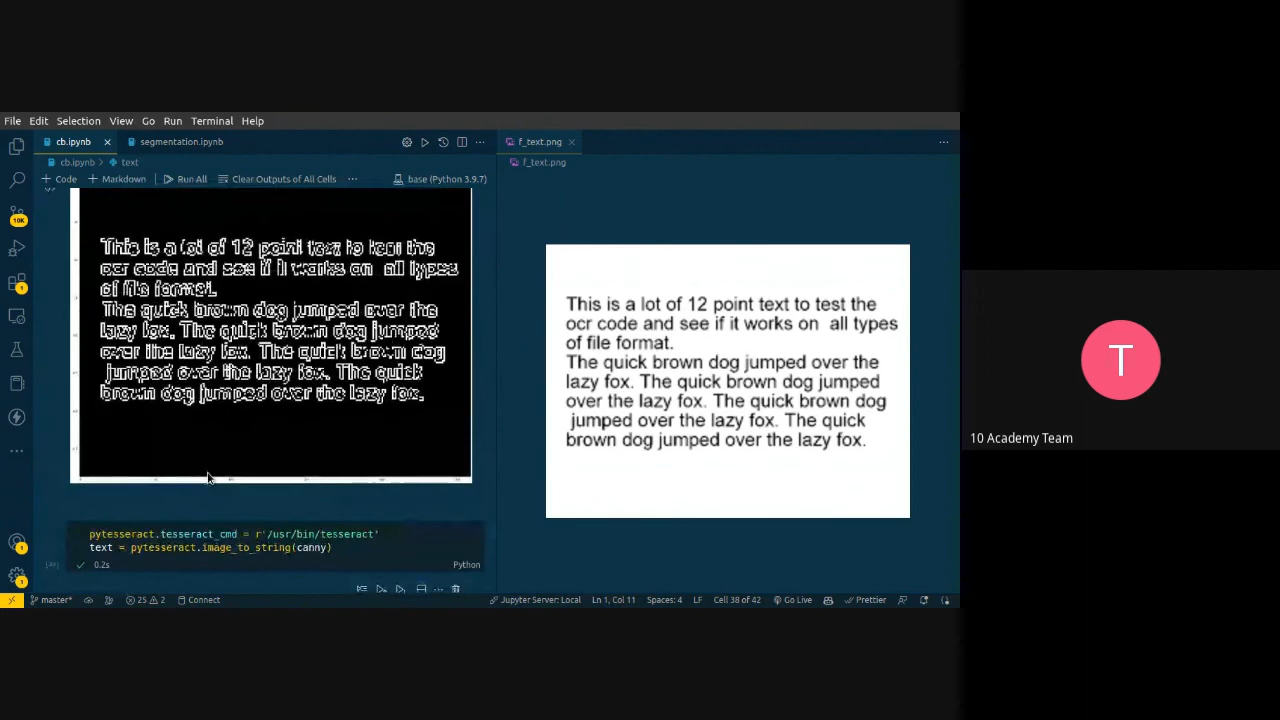 File Edit Selection View Go Run Terminal Help
cb.ipynb
segmentation.ipynb
f_text.png
cb.ipynb > text
f_text.png
+ Code + Markdown Run All Clear Outputs of All Cells ... base (Python 3.9.7)
This is a lot of 12 point text to test the
ocr code and see if it works on all types
of file format.
The quick brown dog jumped over the
lazy fox. The quick brown dog jumped
over the lazy fox. The quick brown dog
jumped over the lazy fox. The quick
brown dog jumped over the lazy fox.
pytesseract.tesseract_cmd = r'/usr/bin/tesseract'
text = pytesseract.image_to_string(canny)
0.2s
Python
This is a lot of 12 point text to test the
ocr code and see if it works on all types
of file format.
The quick brown dog jumped over the
lazy fox. The quick brown dog jumped
over the lazy fox. The quick brown dog
jumped over the lazy fox. The quick
brown dog jumped over the lazy fox.
10K
1
1
1
master* 25 2 Connect Jupyter Server: Local Ln 1, Col 11 Spaces: 4 LF Cell 38 of 42 Go Live Prettier
T
10 Academy Team